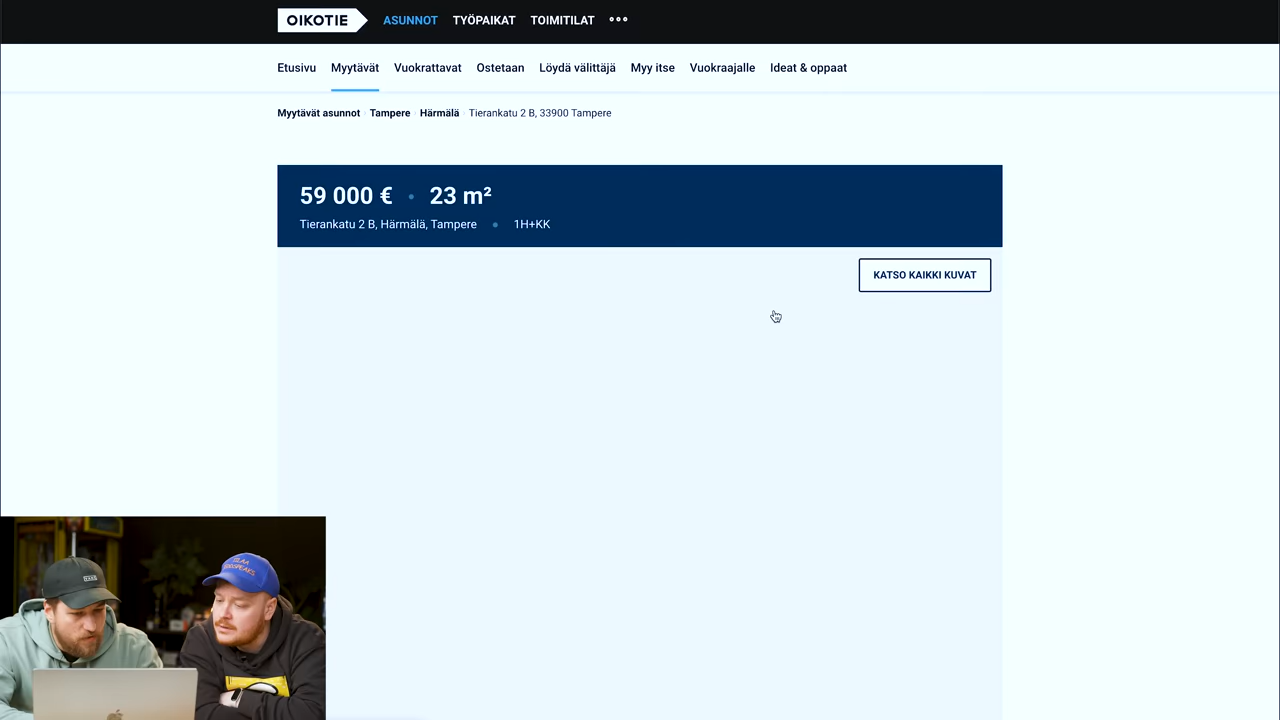 OIKOTIE ASUNNOT TYÖPAIKAT TOIMITILAT
Etusivu Myytävät Vuokrattavat Ostetaan Löydä välittäjä Myy itse Vuokraajalle Ideat & oppaat
Myytävät asunnot · Tampere · Härmälä · Tierankatu 2 B, 33900 Tampere
59 000 € • 23 m²
Tierankatu 2 B, Härmälä, Tampere • 1H+KK
KATSO KAIKKI KUVAT